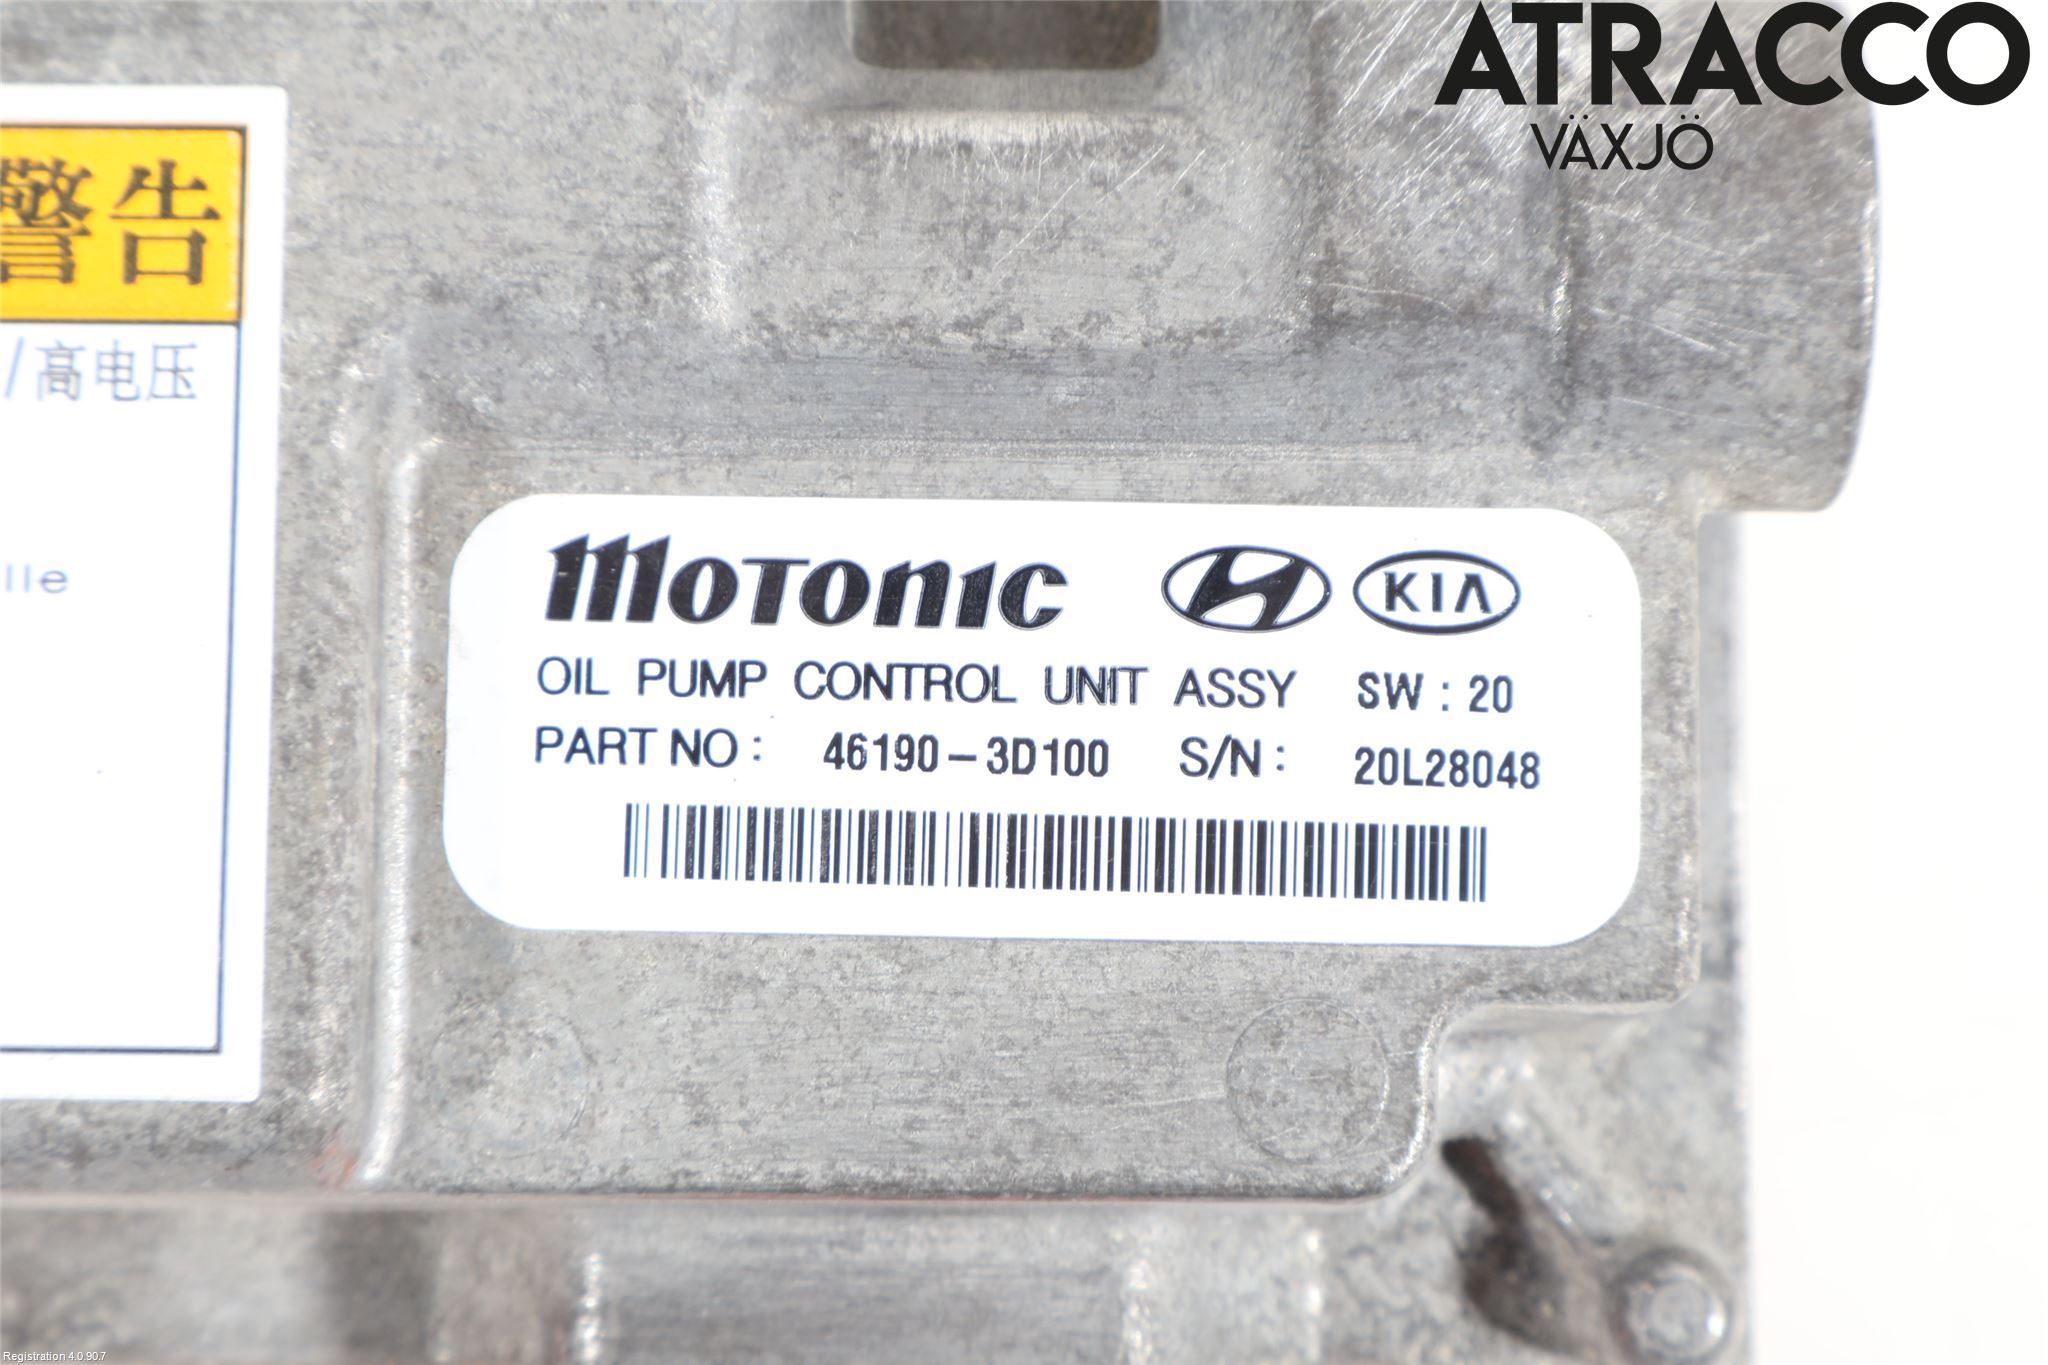 ATRACCO
VÄXJÖ
警告
/高电压
lle
MOTONIC KIA
OIL PUMP CONTROL UNIT ASSY SW : 20
PART NO : 46190-3D100 S/N : 20L28048
Registration 4.0.90.7